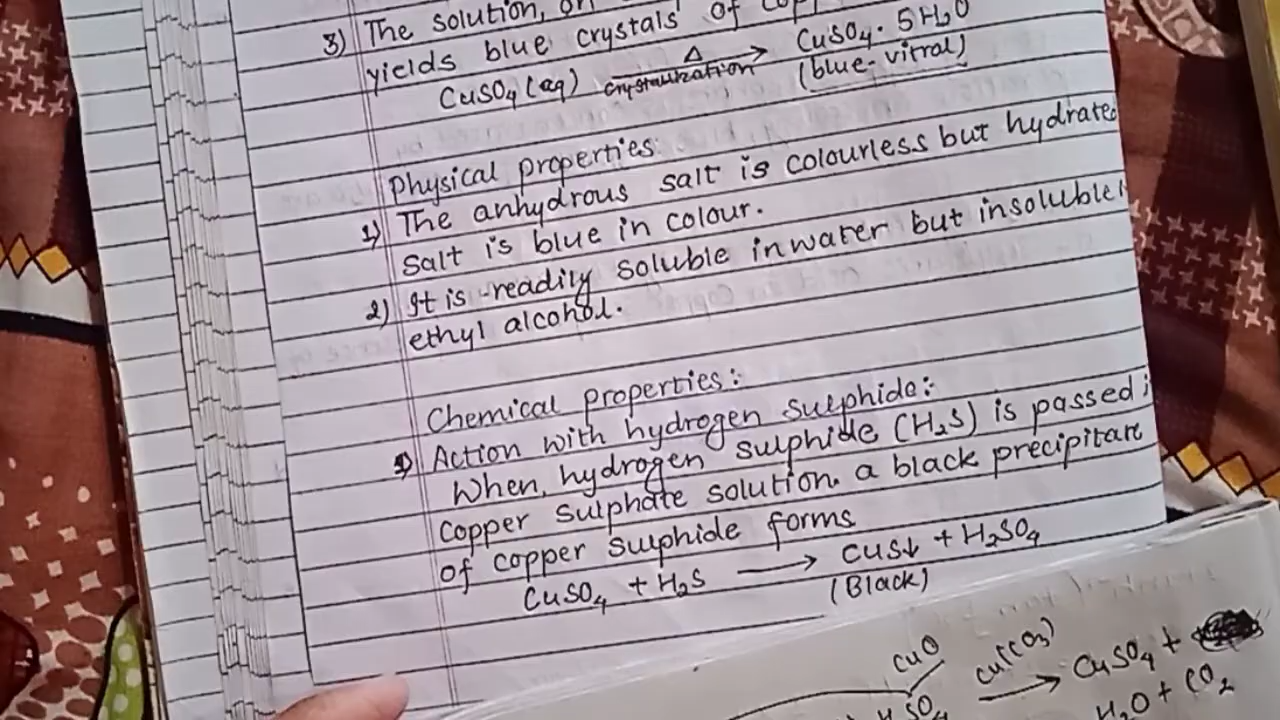 3) The solution, on
yields blue crystals of Cop
CuSO₄(aq) Δ crystallization → CuSO₄. 5H₂O
(blue-vitral)
Physical properties:
1) The anhydrous salt is colourless but hydrated
salt is blue in colour.
2) It is readily soluble in water but insoluble
ethyl alcohol.
Chemical properties:
1) Action with hydrogen sulphide:
When, hydrogen sulphide (H₂S) is passed i
copper sulphate solution. a black precipitate
of copper sulphide forms
CuSO₄ + H₂S → CuS↓ + H₂SO₄
(Black)
CuO
Cu(CO₃) → CuSO₄ +
H₂O + CO₂